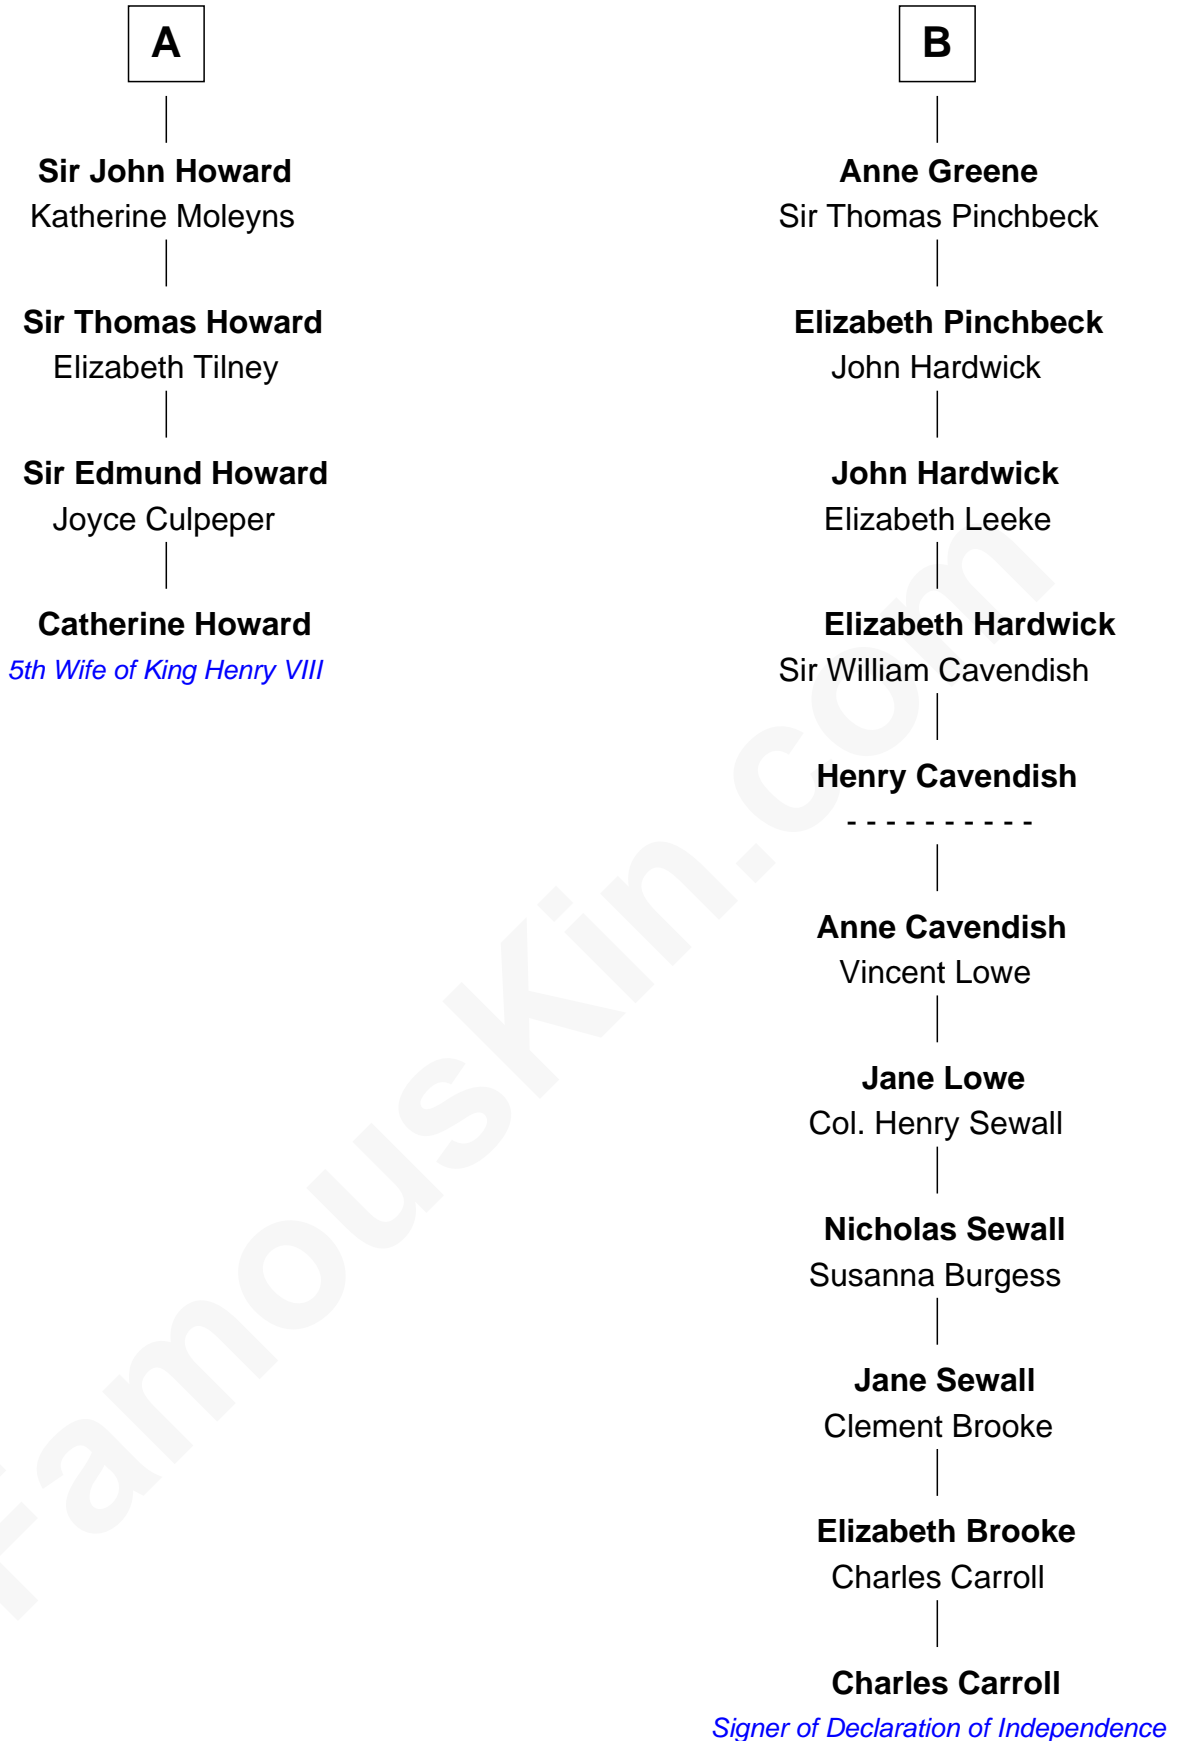 A
Sir John Howard
Katherine Moleyns
Sir Thomas Howard
Elizabeth Tilney
Sir Edmund Howard
Joyce Culpeper
Catherine Howard
5th Wife of King Henry VIII
B
Anne Greene
Sir Thomas Pinchbeck
Elizabeth Pinchbeck
John Hardwick
John Hardwick
Elizabeth Leeke
Elizabeth Hardwick
Sir William Cavendish
Henry Cavendish
- - - - - - - - - -
Anne Cavendish
Vincent Lowe
Jane Lowe
Col. Henry Sewall
Nicholas Sewall
Susanna Burgess
Jane Sewall
Clement Brooke
Elizabeth Brooke
Charles Carroll
Charles Carroll
Signer of Declaration of Independence
FamousKin.com